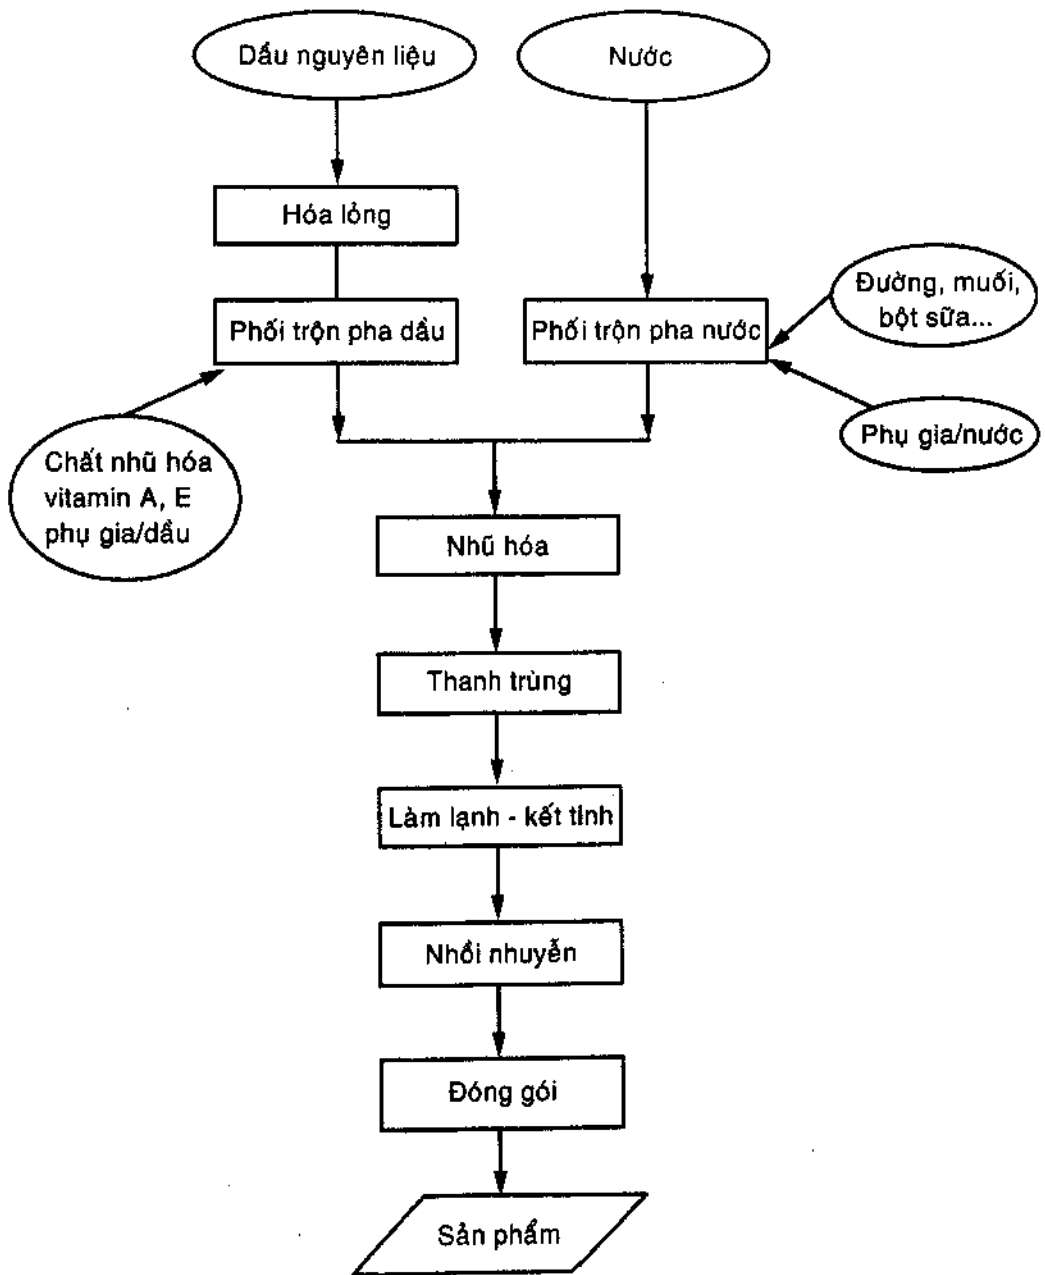 Dầu nguyên liệu
Nước
Hóa lỏng
Phối trộn pha dầu
Phối trộn pha nước
Đường, muối,
bột sữa...
Phụ gia/nước
Chất nhũ hóa
vitamin A, E
phụ gia/dầu
Nhũ hóa
Thanh trùng
Làm lạnh - kết tinh
Nhồi nhuyễn
Đóng gói
Sản phẩm